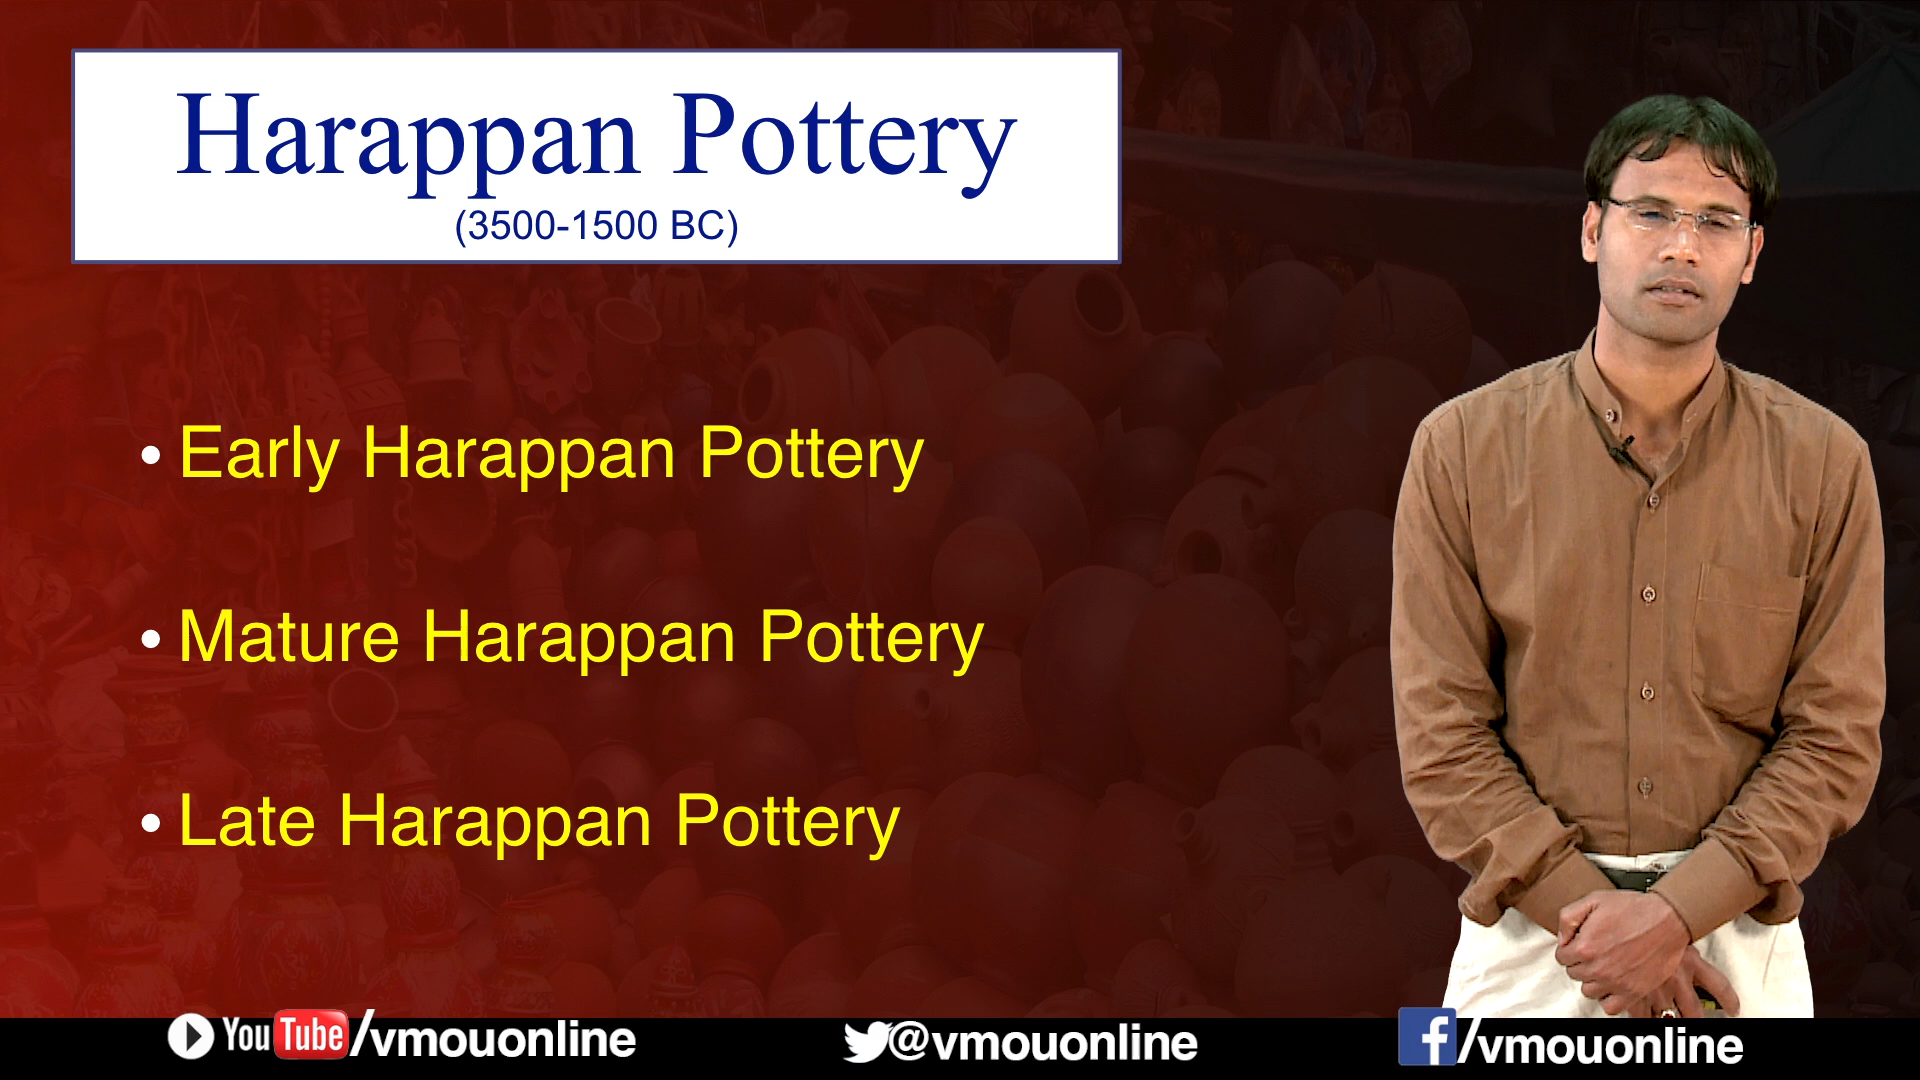 Harappan Pottery
(3500-1500 BC)
• Early Harappan Pottery
• Mature Harappan Pottery
• Late Harappan Pottery
YouTube/vmouonline
@vmouonline
f/vmouonline